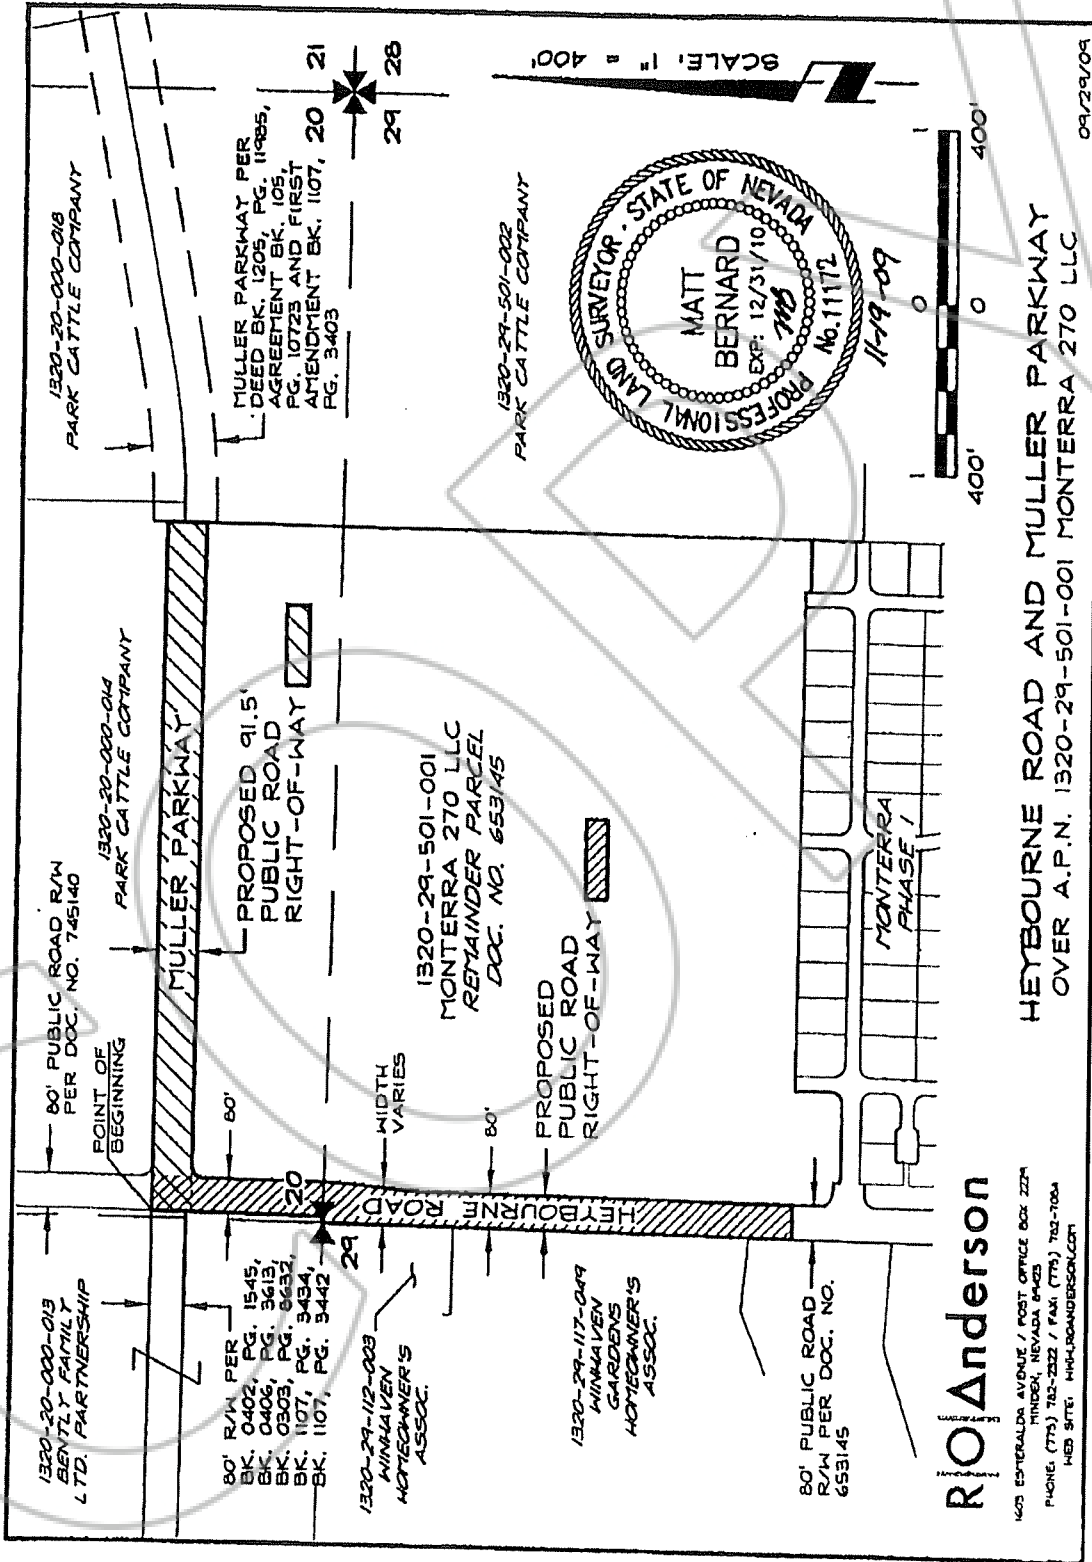 1320-20-000-013
BENTLY FAMILY
LTD. PARTNERSHIP
80' PUBLIC ROAD R/W
PER DOC. NO. 745140
POINT OF
BEGINNING
1320-20-000-014
PARK CATTLE COMPANY
1320-20-000-018
PARK CATTLE COMPANY
MULLER PARKWAY
80' R/W PER
BK. 0402, PG. 1545,
BK. 0406, PG. 3613,
BK. 0303, PG. 8632,
BK. 1107, PG. 3434,
BK. 1107, PG. 3442
80'
PROPOSED 91.5'
PUBLIC ROAD
RIGHT-OF-WAY
MULLER PARKWAY PER
DEED BK. 1205, PG. 11985,
AGREEMENT BK. 105,
PG. 10723 AND FIRST
AMENDMENT BK. 1107,
PG. 3403
20
21
29
28
20
29
1320-29-112-003
WINHAVEN
HOMEOWNER'S
ASSOC.
WIDTH
VARIES
HEYBOURNE ROAD
80'
1320-29-501-001
MONTERRA 270 LLC
REMAINDER PARCEL
DOC. NO. 653145
1320-29-501-002
PARK CATTLE COMPANY
SCALE: 1" = 400'
PROPOSED
PUBLIC ROAD
RIGHT-OF-WAY
1320-29-117-049
WINHAVEN
GARDENS
HOMEOWNER'S
ASSOC.
PROFESSIONAL LAND SURVEYOR - STATE OF NEVADA
MATT
BERNARD
EXP: 12/31/10
MB
No. 11172
11-19-09
80' PUBLIC ROAD
R/W PER DOC. NO.
653145
MONTERRA
PHASE 1
400'
0
0
400'
RO Anderson
1603 ESMERALDA AVENUE / POST OFFICE BOX 2229
MINDEN, NEVADA 89423
PHONE: (775) 782-2322 / FAX: (775) 782-7084
WEB SITE: WWW.ROANDERSON.COM
HEYBOURNE ROAD AND MULLER PARKWAY
OVER A.P.N. 1320-29-501-001 MONTERRA 270 LLC
09/29/09
COPY